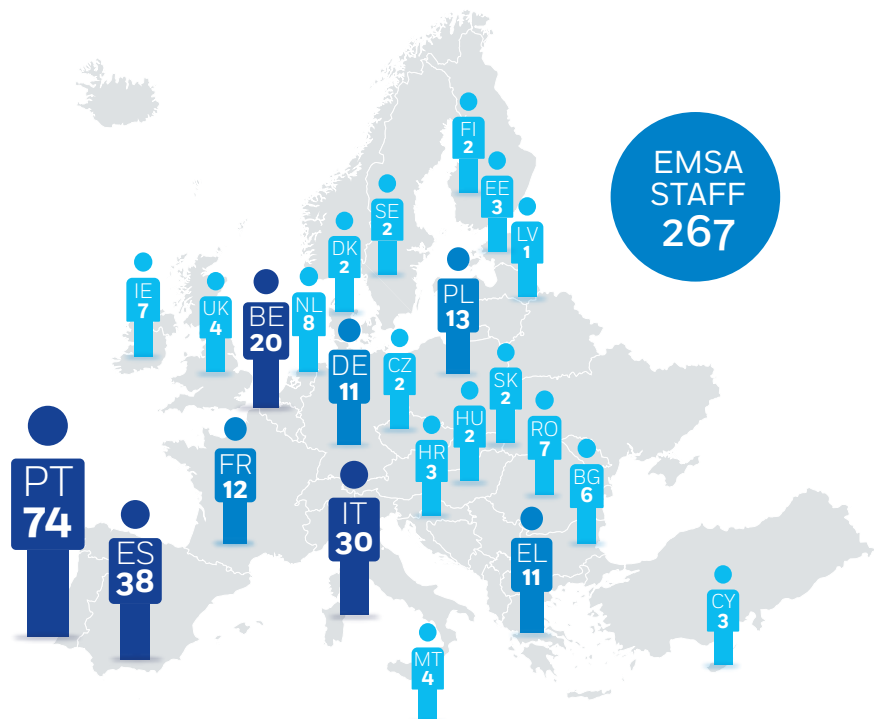 EMSA
STAFF
267
FI
2
EE
3
SE
2
LV
1
DK
2
IE
7
UK
4
BE
20
NL
8
PL
13
DE
11
CZ
2
SK
2
HU
2
RO
7
HR
3
BG
6
FR
12
PT
74
ES
38
IT
30
EL
11
CY
3
MT
4